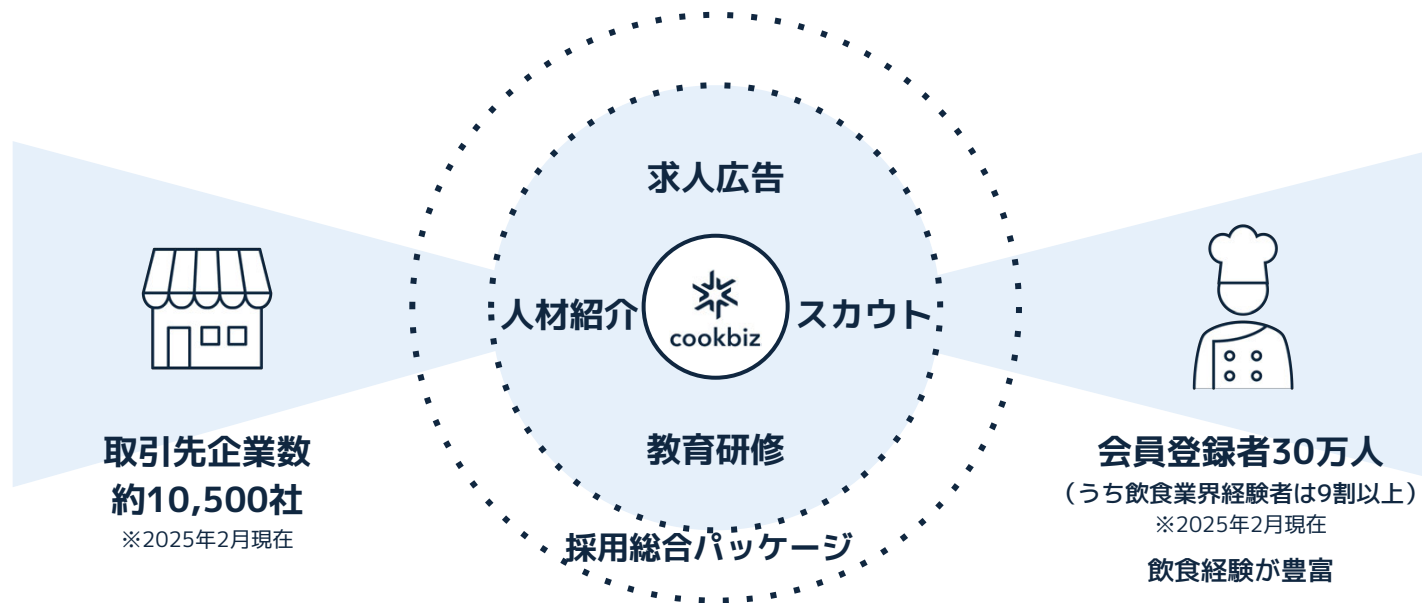 求人広告
人材紹介
cookbiz
スカウト
教育研修
採用総合パッケージ
取引先企業数
約10,500社
※2025年2月現在
会員登録者30万人
（うち飲食業界経験者は9割以上）
※2025年2月現在
飲食経験が豊富